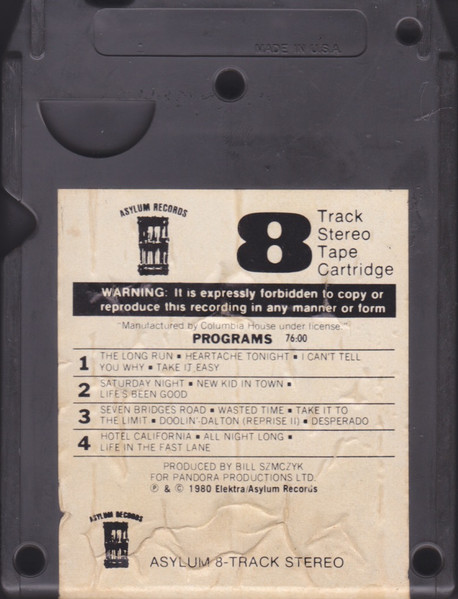 MADE IN U.S.A.
ASYLUM RECORDS
8 Track
Stereo
Tape
Cartridge
WARNING: It is expressly forbidden to copy or
reproduce this recording in any manner or form
"Manufactured by Columbia House under license"
PROGRAMS 76:00
1 THE LONG RUN ▪ HEARTACHE TONIGHT ▪ I CAN'T TELL
YOU WHY ▪ TAKE IT EASY
2 SATURDAY NIGHT ▪ NEW KID IN TOWN ▪
LIFE'S BEEN GOOD
3 SEVEN BRIDGES ROAD ▪ WASTED TIME ▪ TAKE IT TO
THE LIMIT ▪ DOOLIN'-DALTON (REPRISE II) ▪ DESPERADO
4 HOTEL CALIFORNIA ▪ ALL NIGHT LONG ▪
LIFE IN THE FAST LANE
PRODUCED BY BILL SZMCZYK
FOR PANDORA PRODUCTIONS LTD.
℗ & © 1980 Elektra/Asylum Records
ASYLUM RECORDS
ASYLUM 8-TRACK STEREO